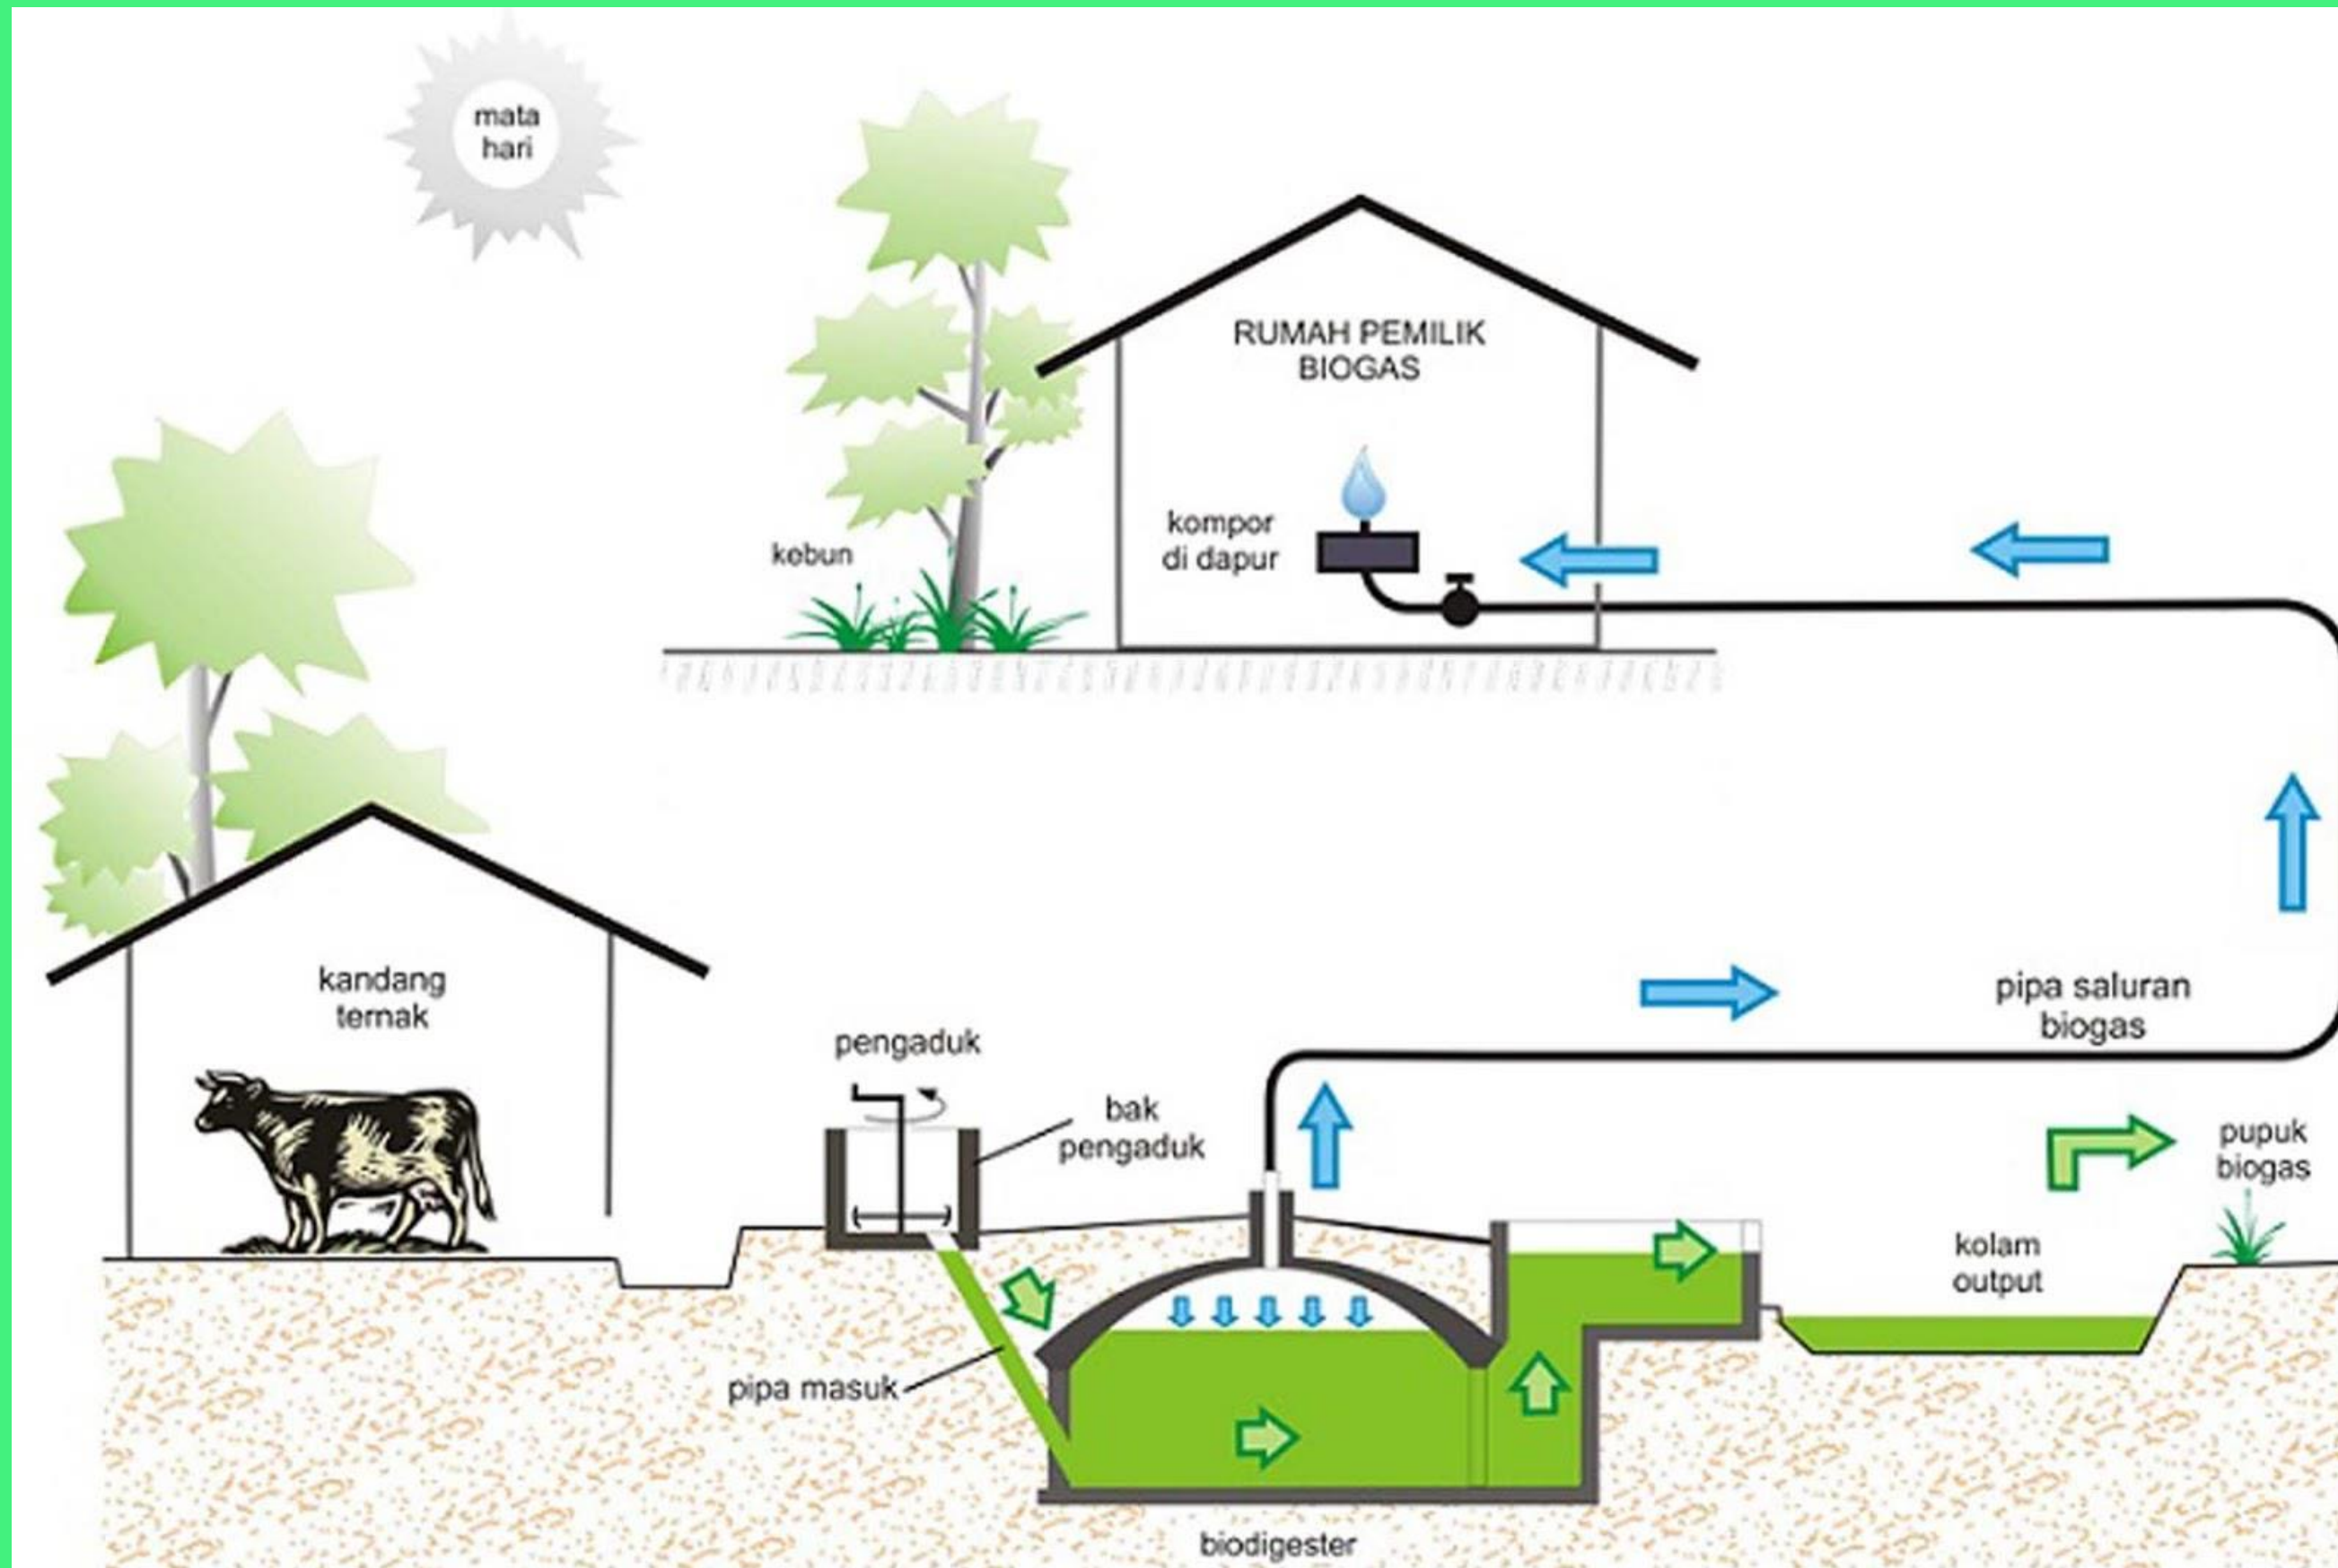 mata
hari
RUMAH PEMILIK
BIOGAS
kompor
di dapur
kebun
kandang
ternak
pipa saluran
biogas
pengaduk
bak
pengaduk
pupuk
biogas
kolam
output
pipa masuk
biodigester